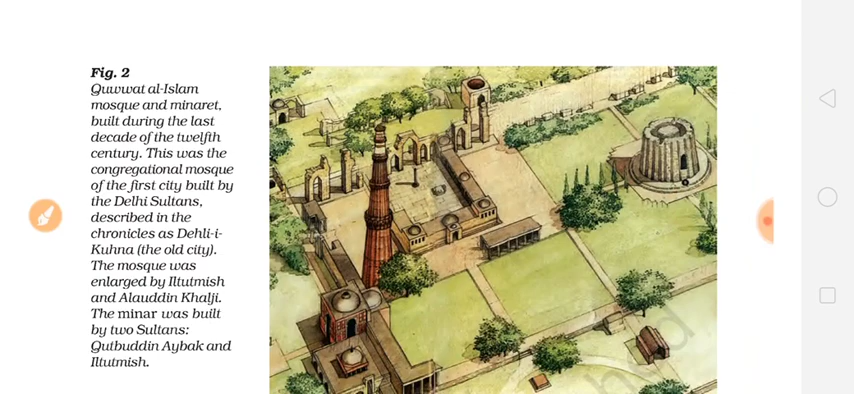 Fig. 2
Quwwat al-Islam
mosque and minaret,
built during the last
decade of the twelfth
century. This was the
congregational mosque
of the first city built by
the Delhi Sultans,
described in the
chronicles as Dehli-i-
Kuhna (the old city).
The mosque was
enlarged by Iltutmish
and Alauddin Khalji.
The minar was built
by two Sultans:
Qutbuddin Aybak and
Iltutmish.